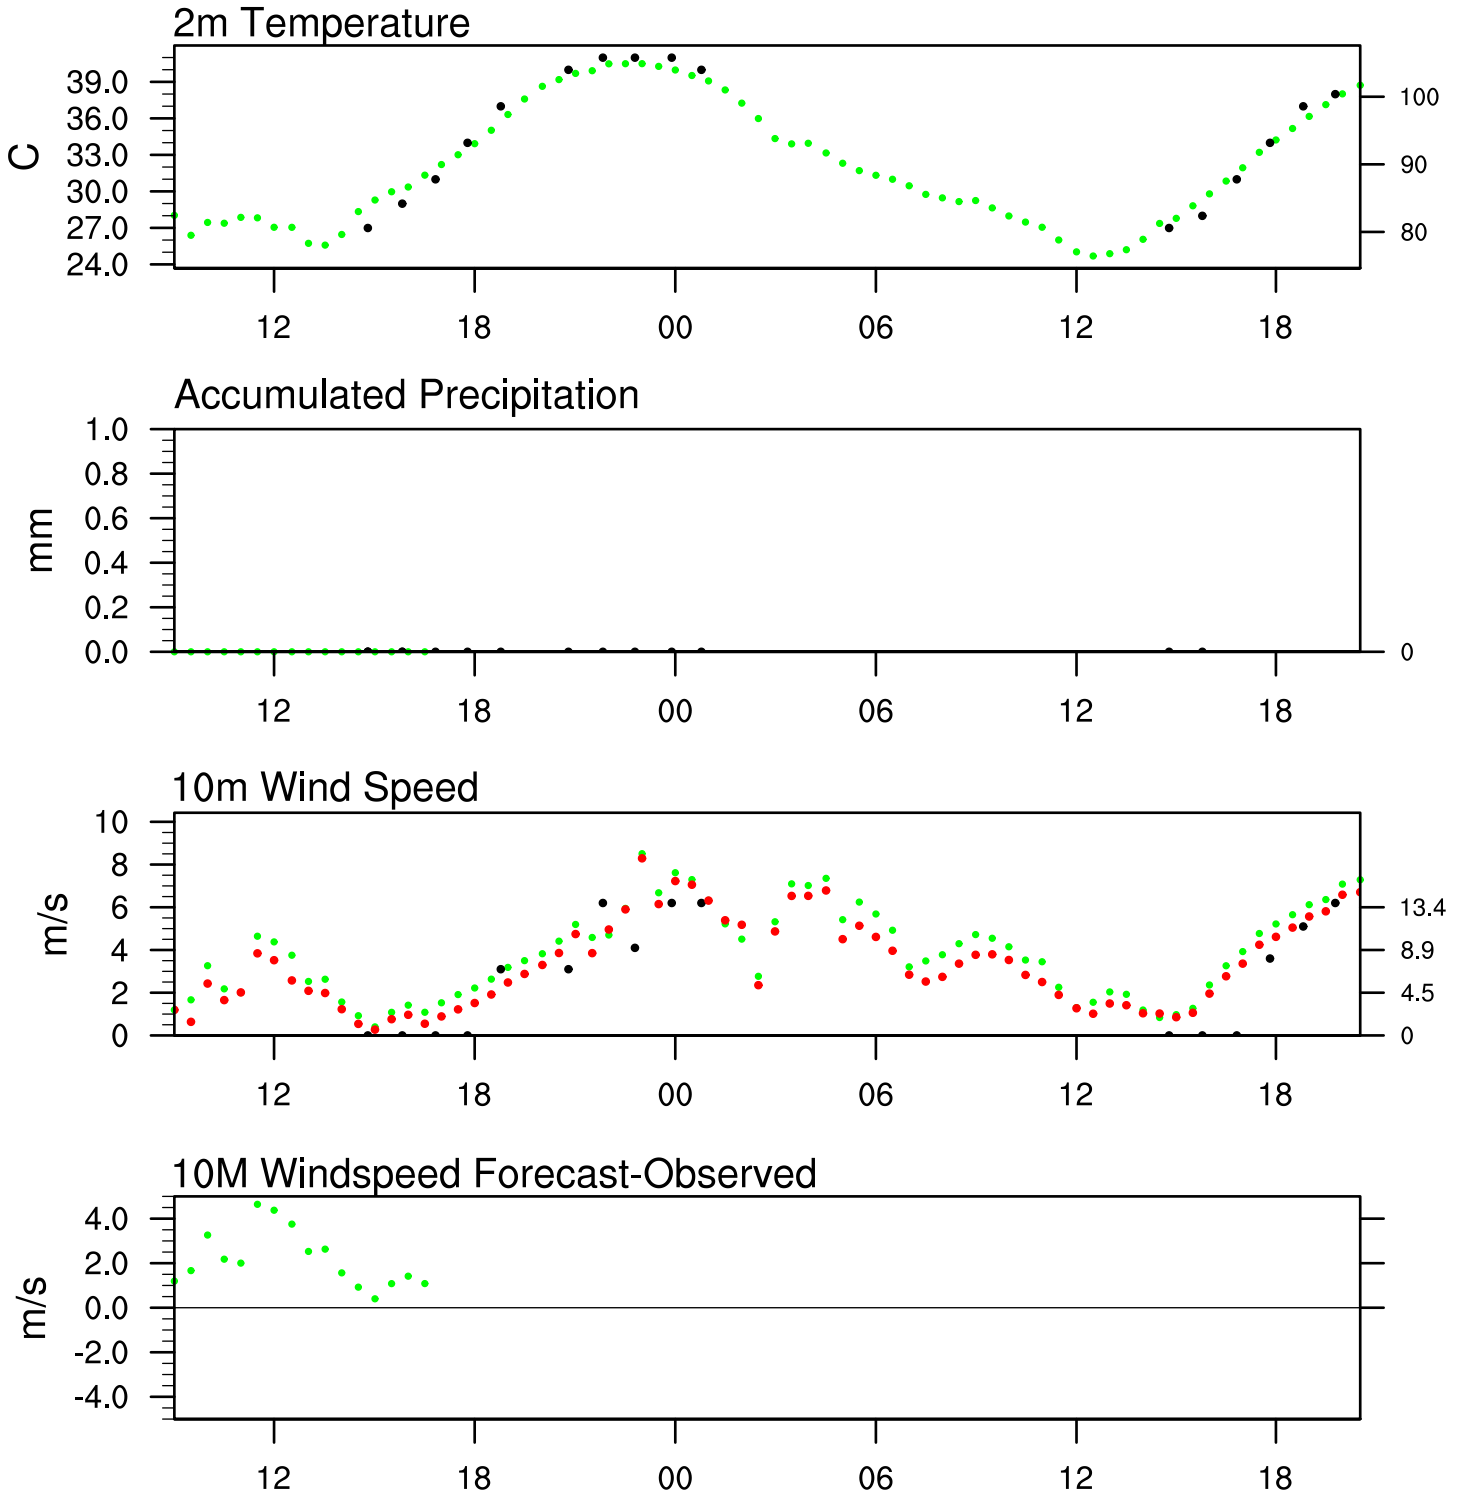 2m Temperature
39.0
36.0
33.0
30.0
27.0
24.0
C
100
90
80
12 18 00 06 12 18
Accumulated Precipitation
1.0
0.8
0.6
0.4
0.2
0.0
mm
0
12 18 00 06 12 18
10m Wind Speed
10
8
6
4
2
0
m/s
13.4
8.9
4.5
0
12 18 00 06 12 18
10M Windspeed Forecast-Observed
4.0
2.0
0.0
-2.0
-4.0
m/s
12 18 00 06 12 18